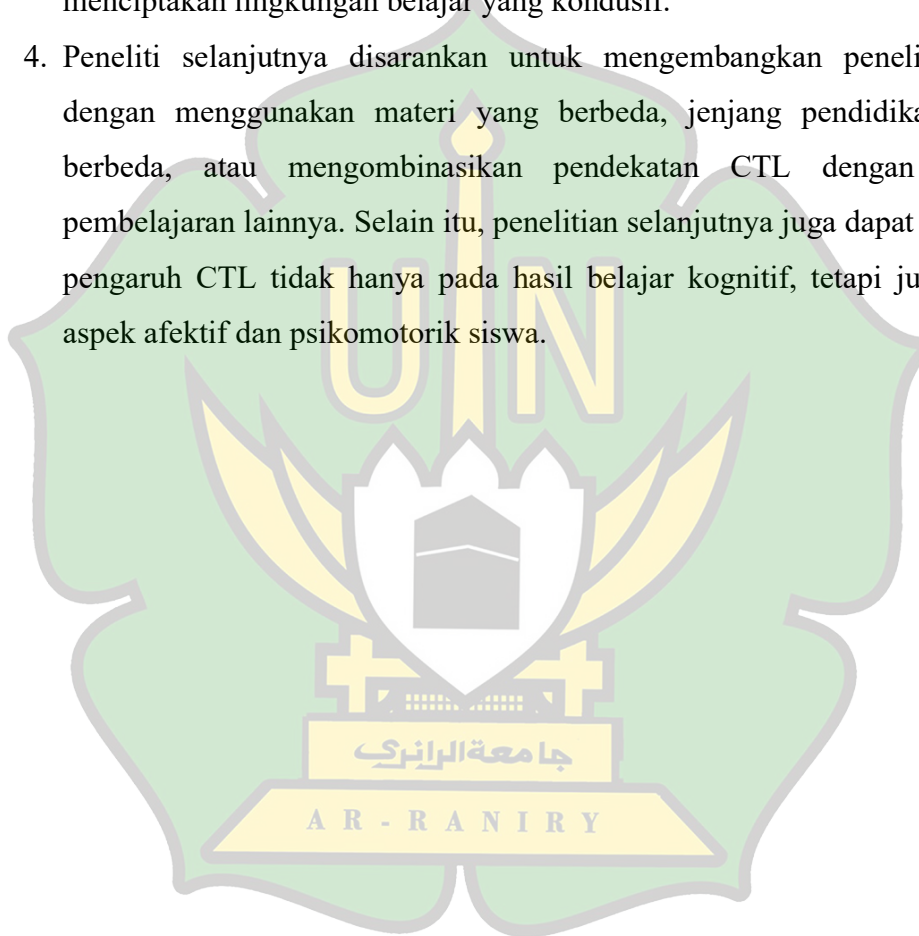 menciptakan lingkungan belajar yang kondusif.
4. Peneliti selanjutnya disarankan untuk mengembangkan peneli
dengan menggunakan materi yang berbeda, jenjang pendidika
berbeda, atau mengombinasikan pendekatan CTL dengan
pembelajaran lainnya. Selain itu, penelitian selanjutnya juga dapat
pengaruh CTL tidak hanya pada hasil belajar kognitif, tetapi ju
aspek afektif dan psikomotorik siswa.
UIN
جامعة الرانري
AR-RANIRY